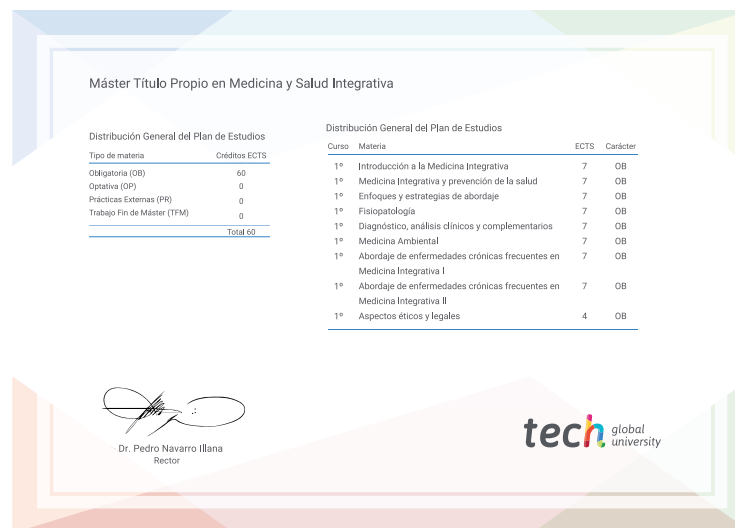 Máster Título Propio en Medicina y Salud Integrativa
Distribución General del Plan de Estudios
Tipo de materia Créditos ECTS
Obligatoria (OB) 60
Optativa (OP) 0
Prácticas Externas (PR) 0
Trabajo Fin de Máster (TFM) 0
Total 60
Distribución General del Plan de Estudios
Curso Materia ECTS Carácter
1º Introducción a la Medicina Integrativa 7 OB
1º Medicina Integrativa y prevención de la salud 7 OB
1º Enfoques y estrategias de abordaje 7 OB
1º Fisiopatología 7 OB
1º Diagnóstico, análisis clínicos y complementarios 7 OB
1º Medicina Ambiental 7 OB
1º Abordaje de enfermedades crónicas frecuentes en 7 OB
Medicina Integrativa I
1º Abordaje de enfermedades crónicas frecuentes en 7 OB
Medicina Integrativa II
1º Aspectos éticos y legales 4 OB
Dr. Pedro Navarro Illana
Rector
tech global
university